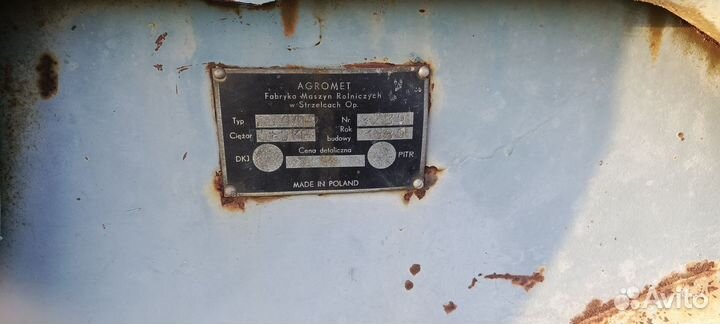 AGROMET
Fabryka Maszyn Rolniczych
w Strzelcach Op.
Typ Nr
Ciężar Rok
budowy
Cena detaliczna
DKJ PITR
MADE IN POLAND
Avito